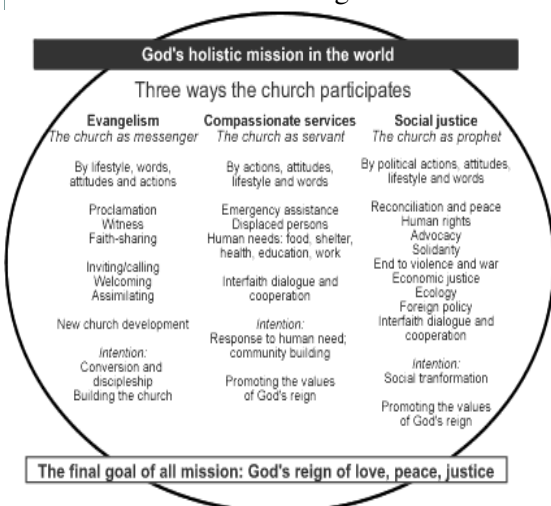 God's holistic mission in the world
Three ways the church participates
Evangelism
The church as messenger
By lifestyle, words,
attitudes and actions
Proclamation
Witness
Faith-sharing
Inviting/calling
Welcoming
Assimilating
New church development
Intention:
Conversion and
discipleship
Building the church
Compassionate services
The church as servant
By actions, attitudes,
lifestyle and words
Emergency assistance
Displaced persons
Human needs: food, shelter,
health, education, work
Interfaith dialogue and
cooperation
Intention:
Response to human need;
community building
Promoting the values
of God's reign
Social justice
The church as prophet
By political actions, attitudes,
lifestyle and words
Reconciliation and peace
Human rights
Advocacy
Solidarity
End to violence and war
Economic justice
Ecology
Foreign policy
Interfaith dialogue and
cooperation
Intention:
Social tranformation
Promoting the values
of God's reign
The final goal of all mission: God's reign of love, peace, justice